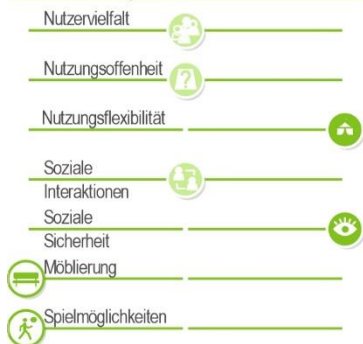 Nutzervielfalt
Nutzungsoffenheit
Nutzungsflexibilität
Soziale
Interaktionen
Soziale
Sicherheit
Möblierung
Spielmöglichkeiten